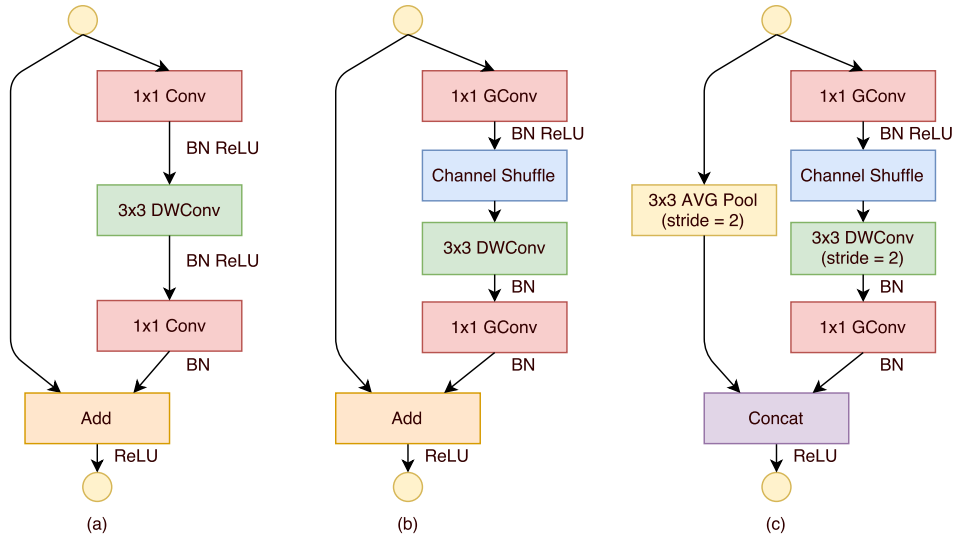 1x1 Conv
BN ReLU
3x3 DWConv
BN ReLU
1x1 Conv
BN
Add
ReLU
(a)
1x1 GConv
BN ReLU
Channel Shuffle
3x3 DWConv
BN
1x1 GConv
BN
Add
ReLU
(b)
3x3 AVG Pool
(stride = 2)
1x1 GConv
BN ReLU
Channel Shuffle
3x3 DWConv
(stride = 2)
BN
1x1 GConv
BN
Concat
ReLU
(c)